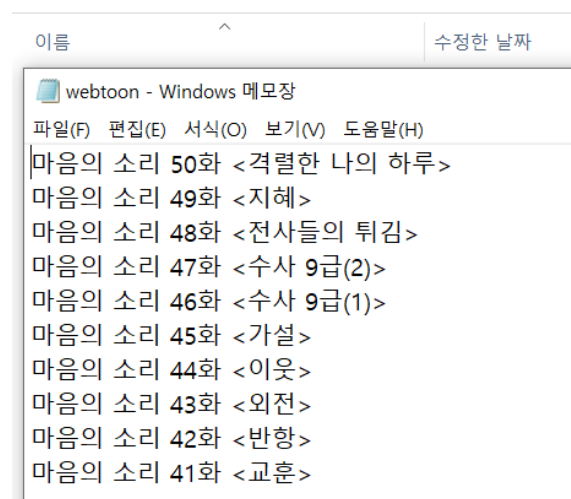 이름
수정한 날짜
webtoon - Windows 메모장
파일(F) 편집(E) 서식(O) 보기(V) 도움말(H)
마음의 소리 50화 <격렬한 나의 하루>
마음의 소리 49화 <지혜>
마음의 소리 48화 <전사들의 튀김>
마음의 소리 47화 <수사 9급(2)>
마음의 소리 46화 <수사 9급(1)>
마음의 소리 45화 <가설>
마음의 소리 44화 <이웃>
마음의 소리 43화 <외전>
마음의 소리 42화 <반항>
마음의 소리 41화 <교훈>